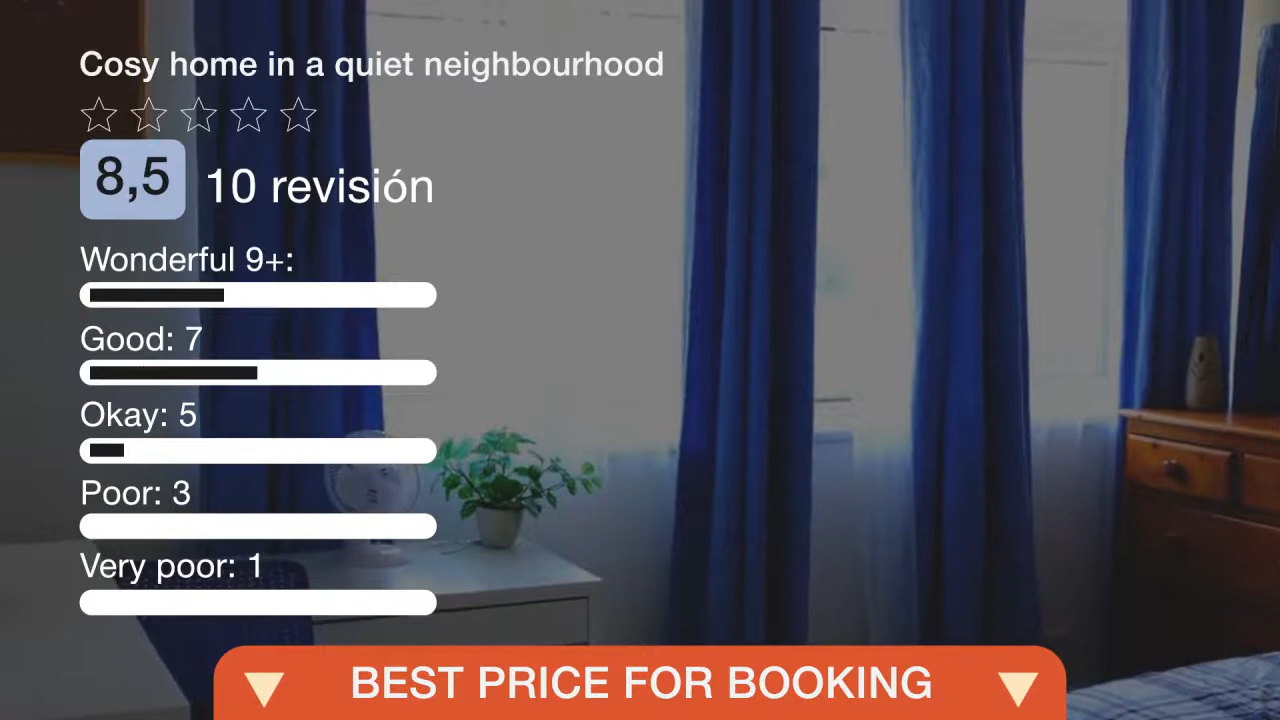 Cosy home in a quiet neighbourhood
8,5
10 revisión
Wonderful 9+:
Good: 7
Okay: 5
Poor: 3
Very poor: 1
BEST PRICE FOR BOOKING